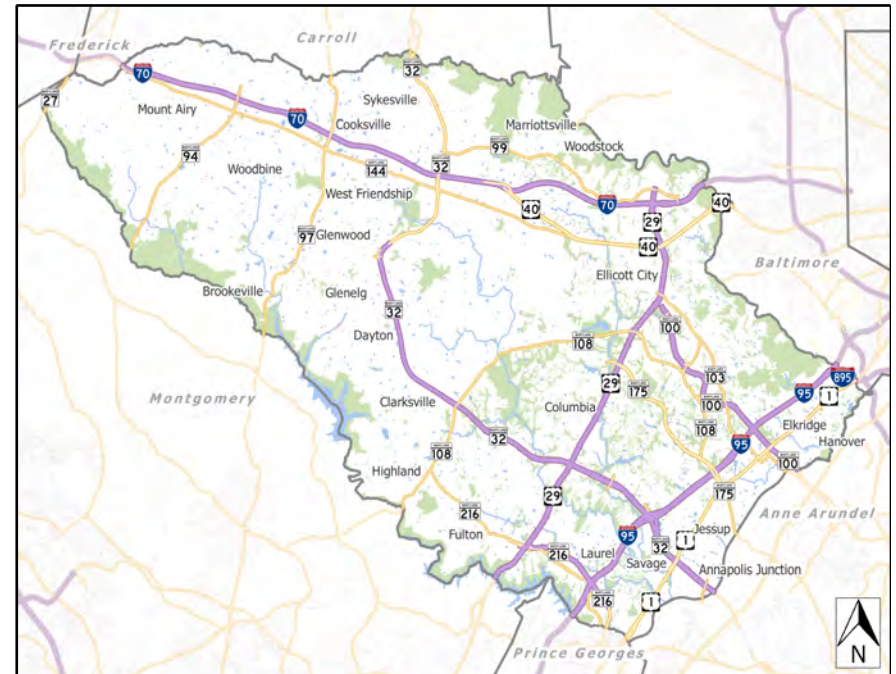 Carroll
Frederick
32
70
27
Mount Airy
Sykesville
70
Cooksville
Marriottsville
99
Woodstock
94
32
144
Woodbine
West Friendship
70
40
40
29
97
Glenwood
40
Baltimore
Ellicott City
Brookeville
Glenelg
32
Dayton
100
108
103
895
29
95
175
Montgomery
1
Clarksville
Columbia
100
Elkridge
108
32
95
Hanover
108
100
Highland
175
29
216
Anne Arundel
Jessup
Fulton
95
1
32
216
Laurel
Savage
Annapolis Junction
216
1
N
Prince Georges